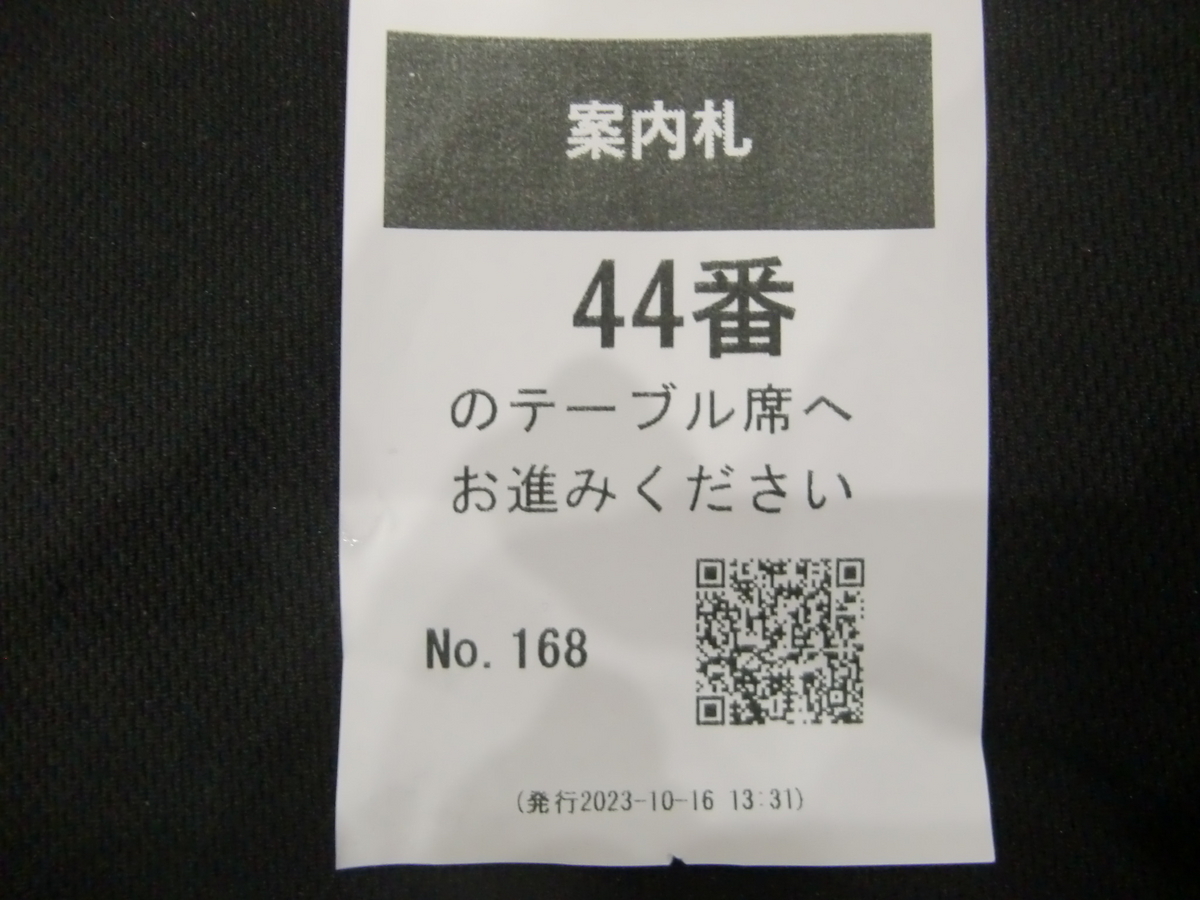 案内札
44番
のテーブル席へ
お進みください
No. 168
(発行2023-10-16 13:31)